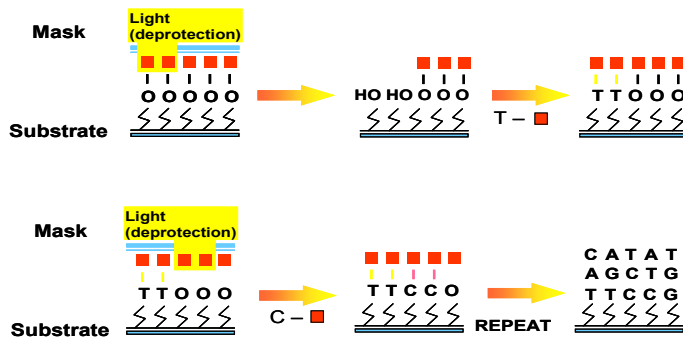 Light
(deprotection)
Mask
O O O O O
HO HO O O O
T T O O O
T –
Substrate
Light
(deprotection)
Mask
T T O O O
T T C C O
C A T A T
A G C T G
T T C C G
C –
REPEAT
Substrate